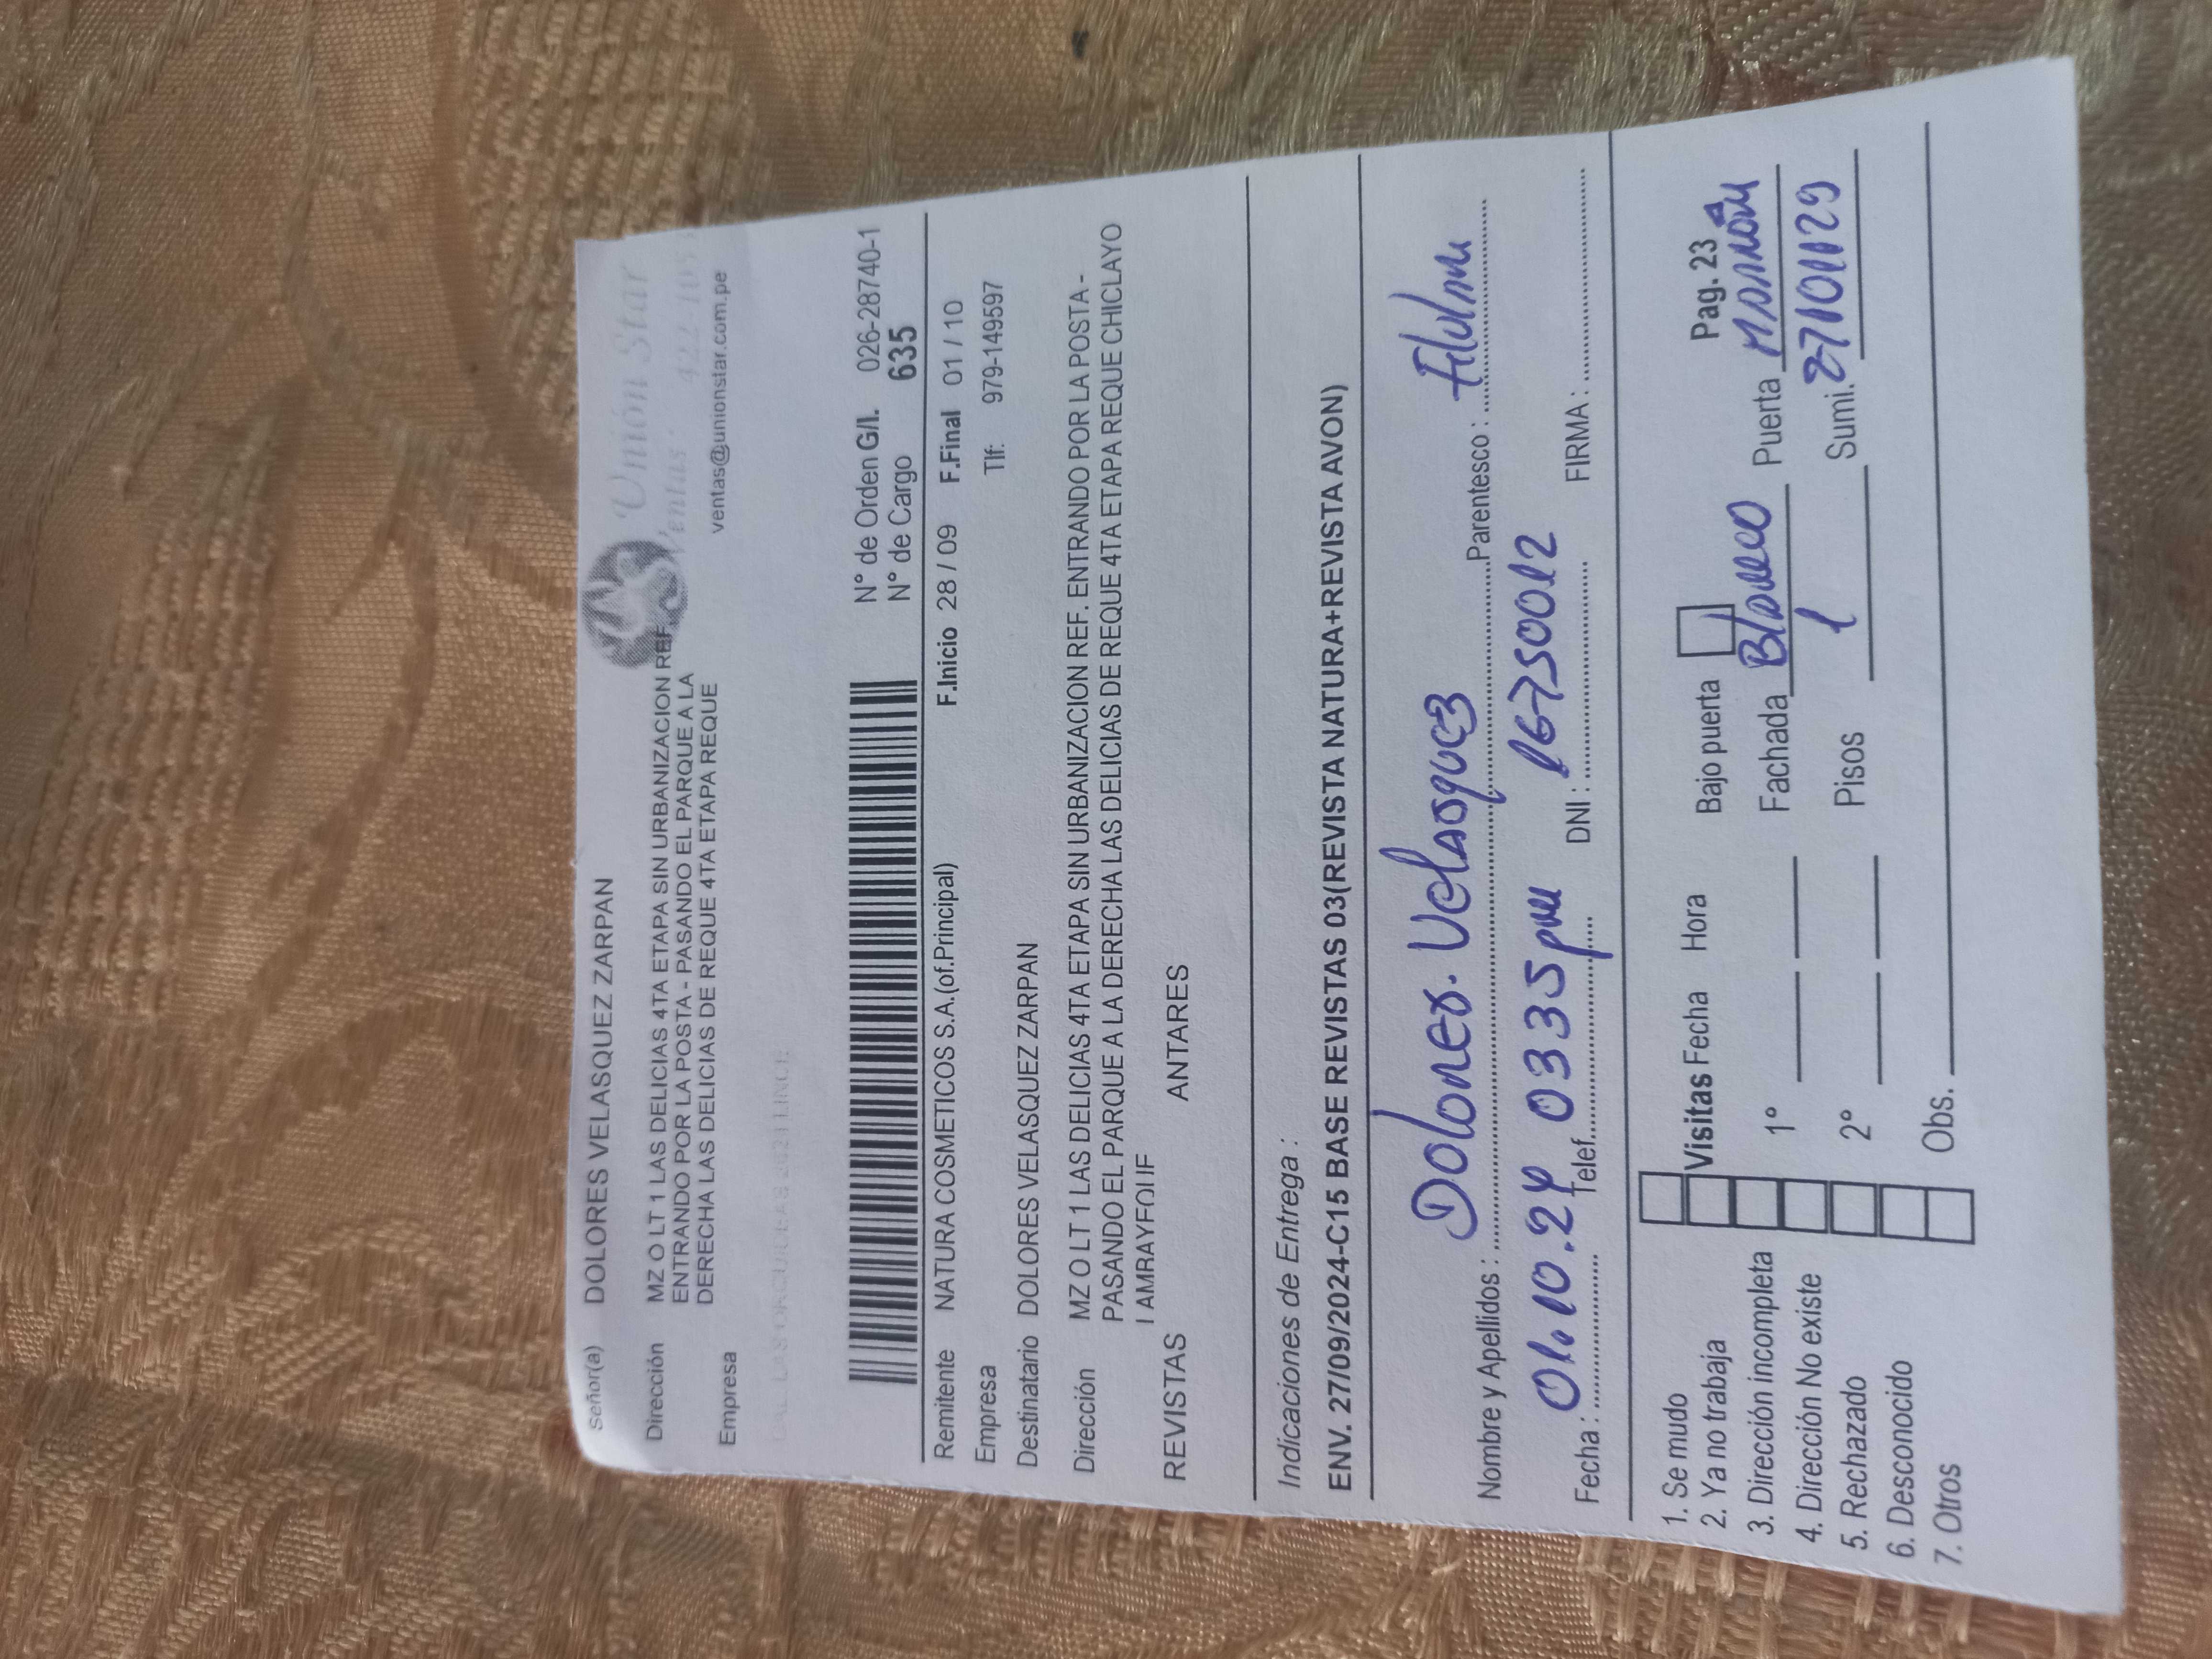 Señor(a) DOLORES VELASQUEZ ZARPAN
Unión Star
Dirección MZ O LT 1 LAS DELICIAS 4TA ETAPA SIN URBANIZACION REF.
Ventas: 422-105
ENTRANDO POR LA POSTA - PASANDO EL PARQUE A LA
DERECHA LAS DELICIAS DE REQUE 4TA ETAPA REQUE
ventas@unionstar.com.pe
Empresa
N° de Orden G/I. 026-28740-1
N° de Cargo 635
Remitente NATURA COSMETICOS S.A.(of.Principal) F.Inicio 28 / 09 F.Final 01 / 10
Empresa Tlf: 979-149597
Destinatario DOLORES VELASQUEZ ZARPAN
Dirección MZ O LT 1 LAS DELICIAS 4TA ETAPA SIN URBANIZACION REF. ENTRANDO POR LA POSTA -
PASANDO EL PARQUE A LA DERECHA LAS DELICIAS DE REQUE 4TA ETAPA REQUE CHICLAYO
REVISTAS ANTARES
Indicaciones de Entrega :
ENV. 27/09/2024-C15 BASE REVISTAS 03(REVISTA NATURA+REVISTA AVON)
Nombre y Apellidos : Dolores. Velasquez Parentesco :
Fecha : 01.10.24 Telef. 0335pm DNI : 16750012 FIRMA :
1. Se mudo
2. Ya no trabaja
3. Dirección incompleta
4. Dirección No existe
5. Rechazado
6. Desconocido
7. Otros
Visitas Fecha Hora Bajo puerta Pag. 23
1° Fachada Blanco Puerta Marrón
2° Pisos 1 Sumi.
Obs.